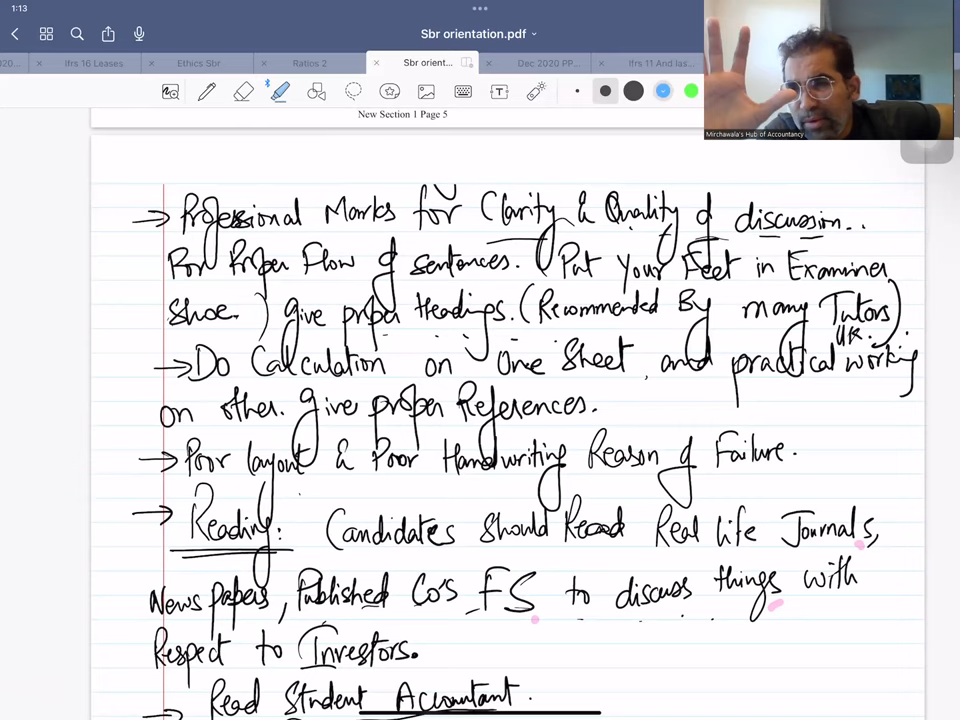 1:13
Sbr orientation.pdf
020...
Ifrs 16 Leases
Ethics Sbr
Ratios 2
Sbr orient...
Dec 2020 PP...
Ifrs 11 And Ias...
Mirchawala's Hub of Accountancy
New Section 1 Page 5
→ Professional Marks for Clarity & Quality of discussion..
For Proper Flow of sentences. (Put Your Feet in Examiner
Shoe.) Give proper Headings. (Recommended By many Tutors)
UK.
→ Do Calculation on One Sheet, and practical working
on other. Give proper References.
→ Poor layout & Poor Handwriting Reason of Failure.
→ Reading: Candidates Should Read Real life Journals,
News papers, Published Co's FS to discuss things with
Respect to Investors.
→ Read Student Accountant.